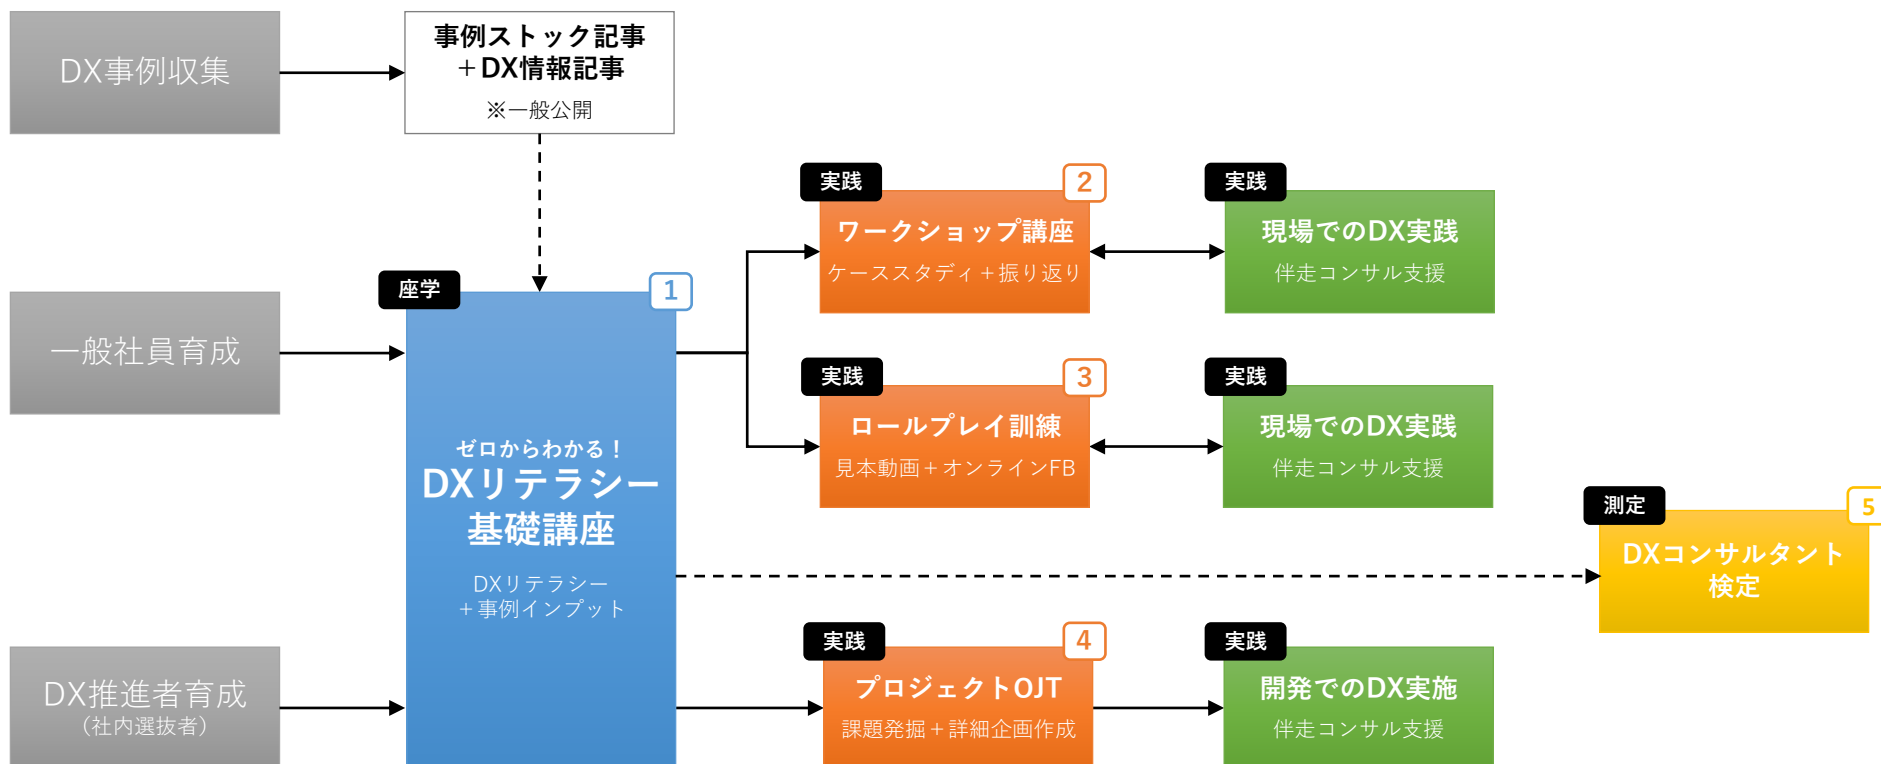 DX事例収集
事例ストック記事
＋DX情報記事
※一般公開
一般社員育成
DX推進者育成
（社内選抜者）
座学
1
ゼロからわかる！
DXリテラシー
基礎講座
DXリテラシー
＋事例インプット
実践
2
ワークショップ講座
ケーススタディ＋振り返り
実践
現場でのDX実践
伴走コンサル支援
実践
3
ロールプレイ訓練
見本動画＋オンラインFB
実践
現場でのDX実践
伴走コンサル支援
実践
4
プロジェクトOJT
課題発掘＋詳細企画作成
実践
開発でのDX実施
伴走コンサル支援
測定
5
DXコンサルタント
検定